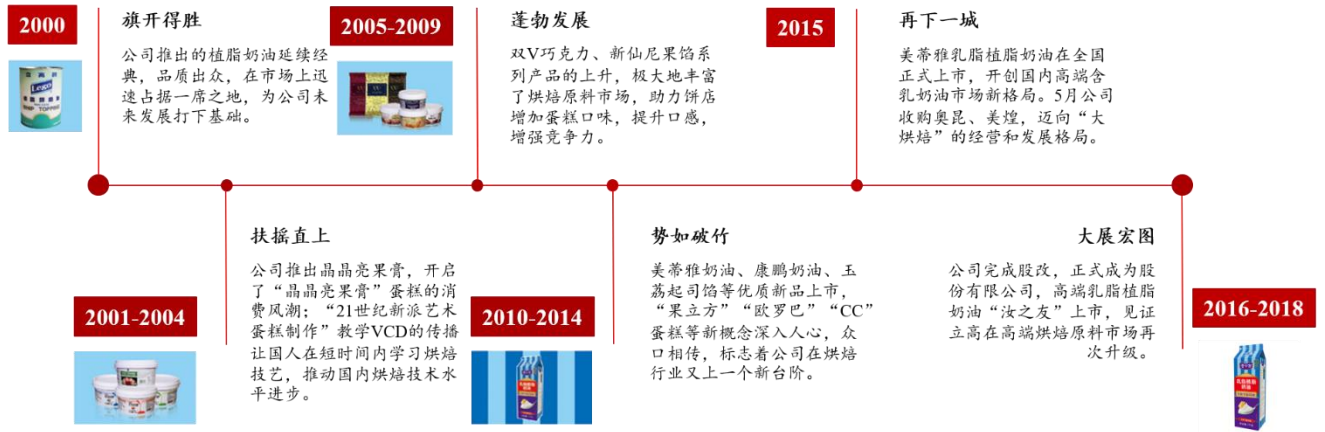 2000
旗开得胜
公司推出的植脂奶油延续经
典，品质出众，在市场上迅
速占据一席之地，为公司未
来发展打下基础。
2005-2009
蓬勃发展
双V巧克力、新仙尼果馅系
列产品的上升，极大地丰富
了烘焙原料市场，助力饼店
增加蛋糕口味，提升口感，
增强竞争力。
2015
再下一城
美蒂雅乳脂植脂奶油在全国
正式上市，开创国内高端含
乳奶油市场新格局。5月公司
收购奥昆、美煌，迈向“大
烘焙”的经营和发展格局。
2001-2004
扶摇直上
公司推出晶晶亮果膏，开启
了“晶晶亮果膏”蛋糕的消
费风潮；“21世纪新派艺术
蛋糕制作”教学VCD的传播
让国人在短时间内学习烘焙
技艺，推动国内烘焙技术水
平进步。
2010-2014
势如破竹
美蒂雅奶油、康鹏奶油、玉
荔起司馅等优质新品上市，
“果立方”“欧罗巴”“CC”
蛋糕等新概念深入人心，众
口相传，标志着公司在烘焙
行业又上一个新台阶。
大展宏图
公司完成股改，正式成为股
份有限公司，高端乳脂植脂
奶油“汝之友”上市，见证
立高在高端烘焙原料市场再
次升级。
2016-2018
Lego